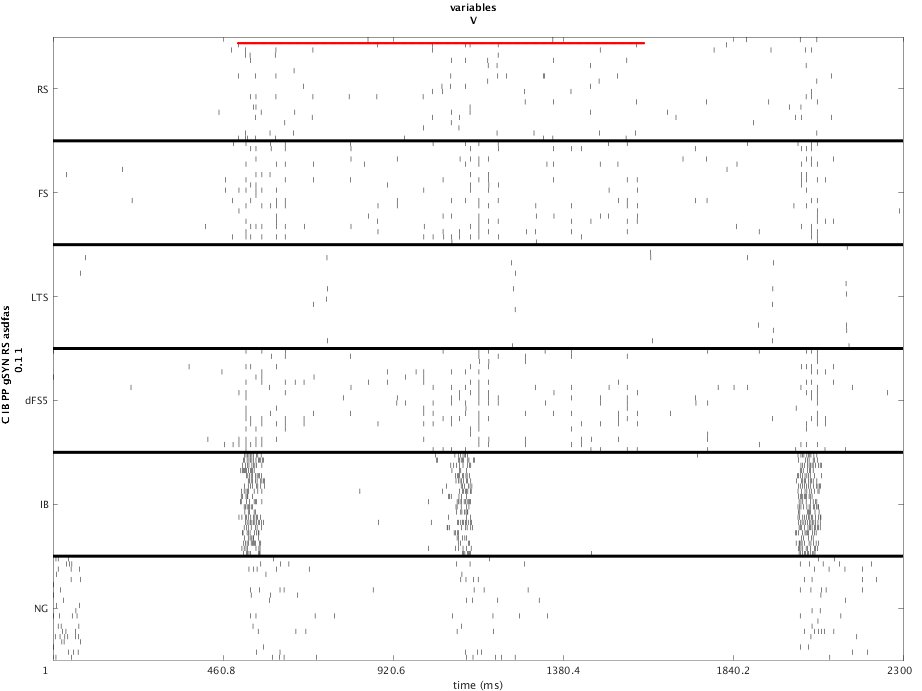 variables
V
RS
FS
LTS
dFS5
IB
NG
C IB PP gSYN RS asdfas
0.1 1
1
460.8
920.6
1380.4
1840.2
2300
time (ms)